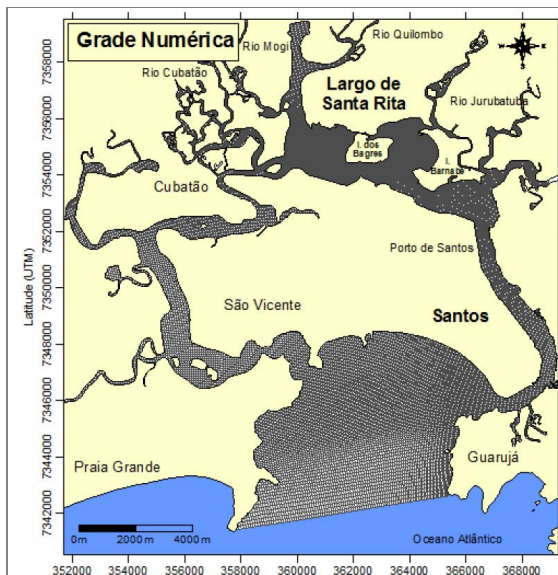 Grade Numérica
Rio Mogi
Rio Quilombo
Rio Cubatão
Largo de
Santa Rita
Rio Jurubatuba
I. dos
Bagres
I.
Barnabé
Cubatão
Porto de Santos
São Vicente
Santos
Praia Grande
Guarujá
Oceano Atlântico
0m 2000m 4000m
N
W E
S
Latitude (UTM)
7358000
7356000
7354000
7352000
7350000
7348000
7346000
7344000
7342000
352000 354000 356000 358000 360000 362000 364000 366000 368000